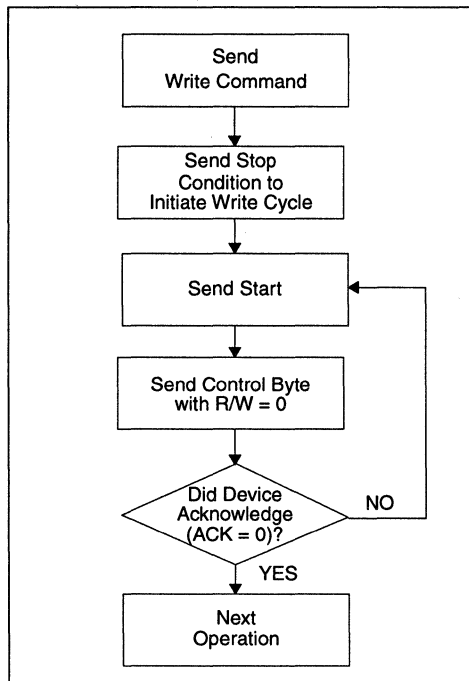 Send
Write Command
Send Stop
Condition to
Initiate Write Cycle
Send Start
Send Control Byte
with R/W = 0
Did Device
Acknowledge
(ACK = 0)?
NO
YES
Next
Operation